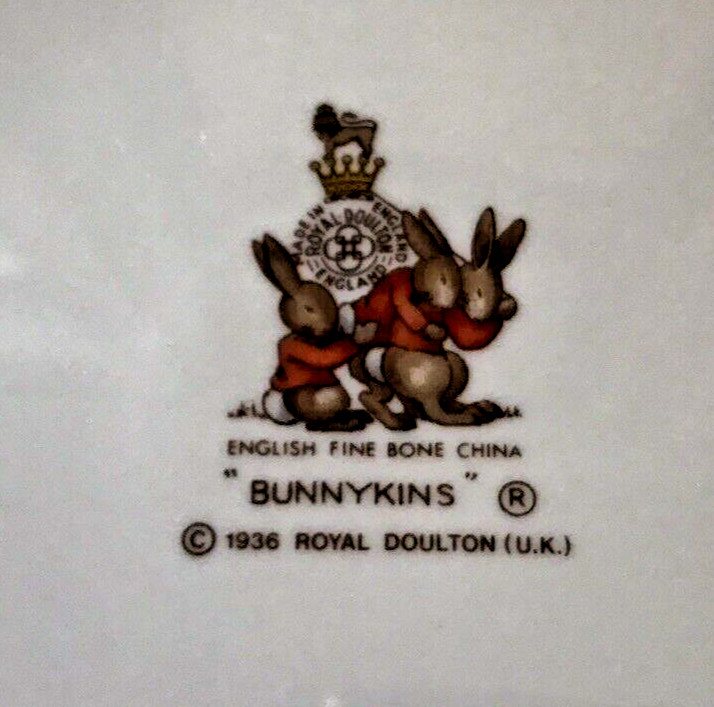 MADE IN ENGLAND
ROYAL DOULTON
ENGLAND
ENGLISH FINE BONE CHINA
"BUNNYKINS" ®
© 1936 ROYAL DOULTON (U.K.)